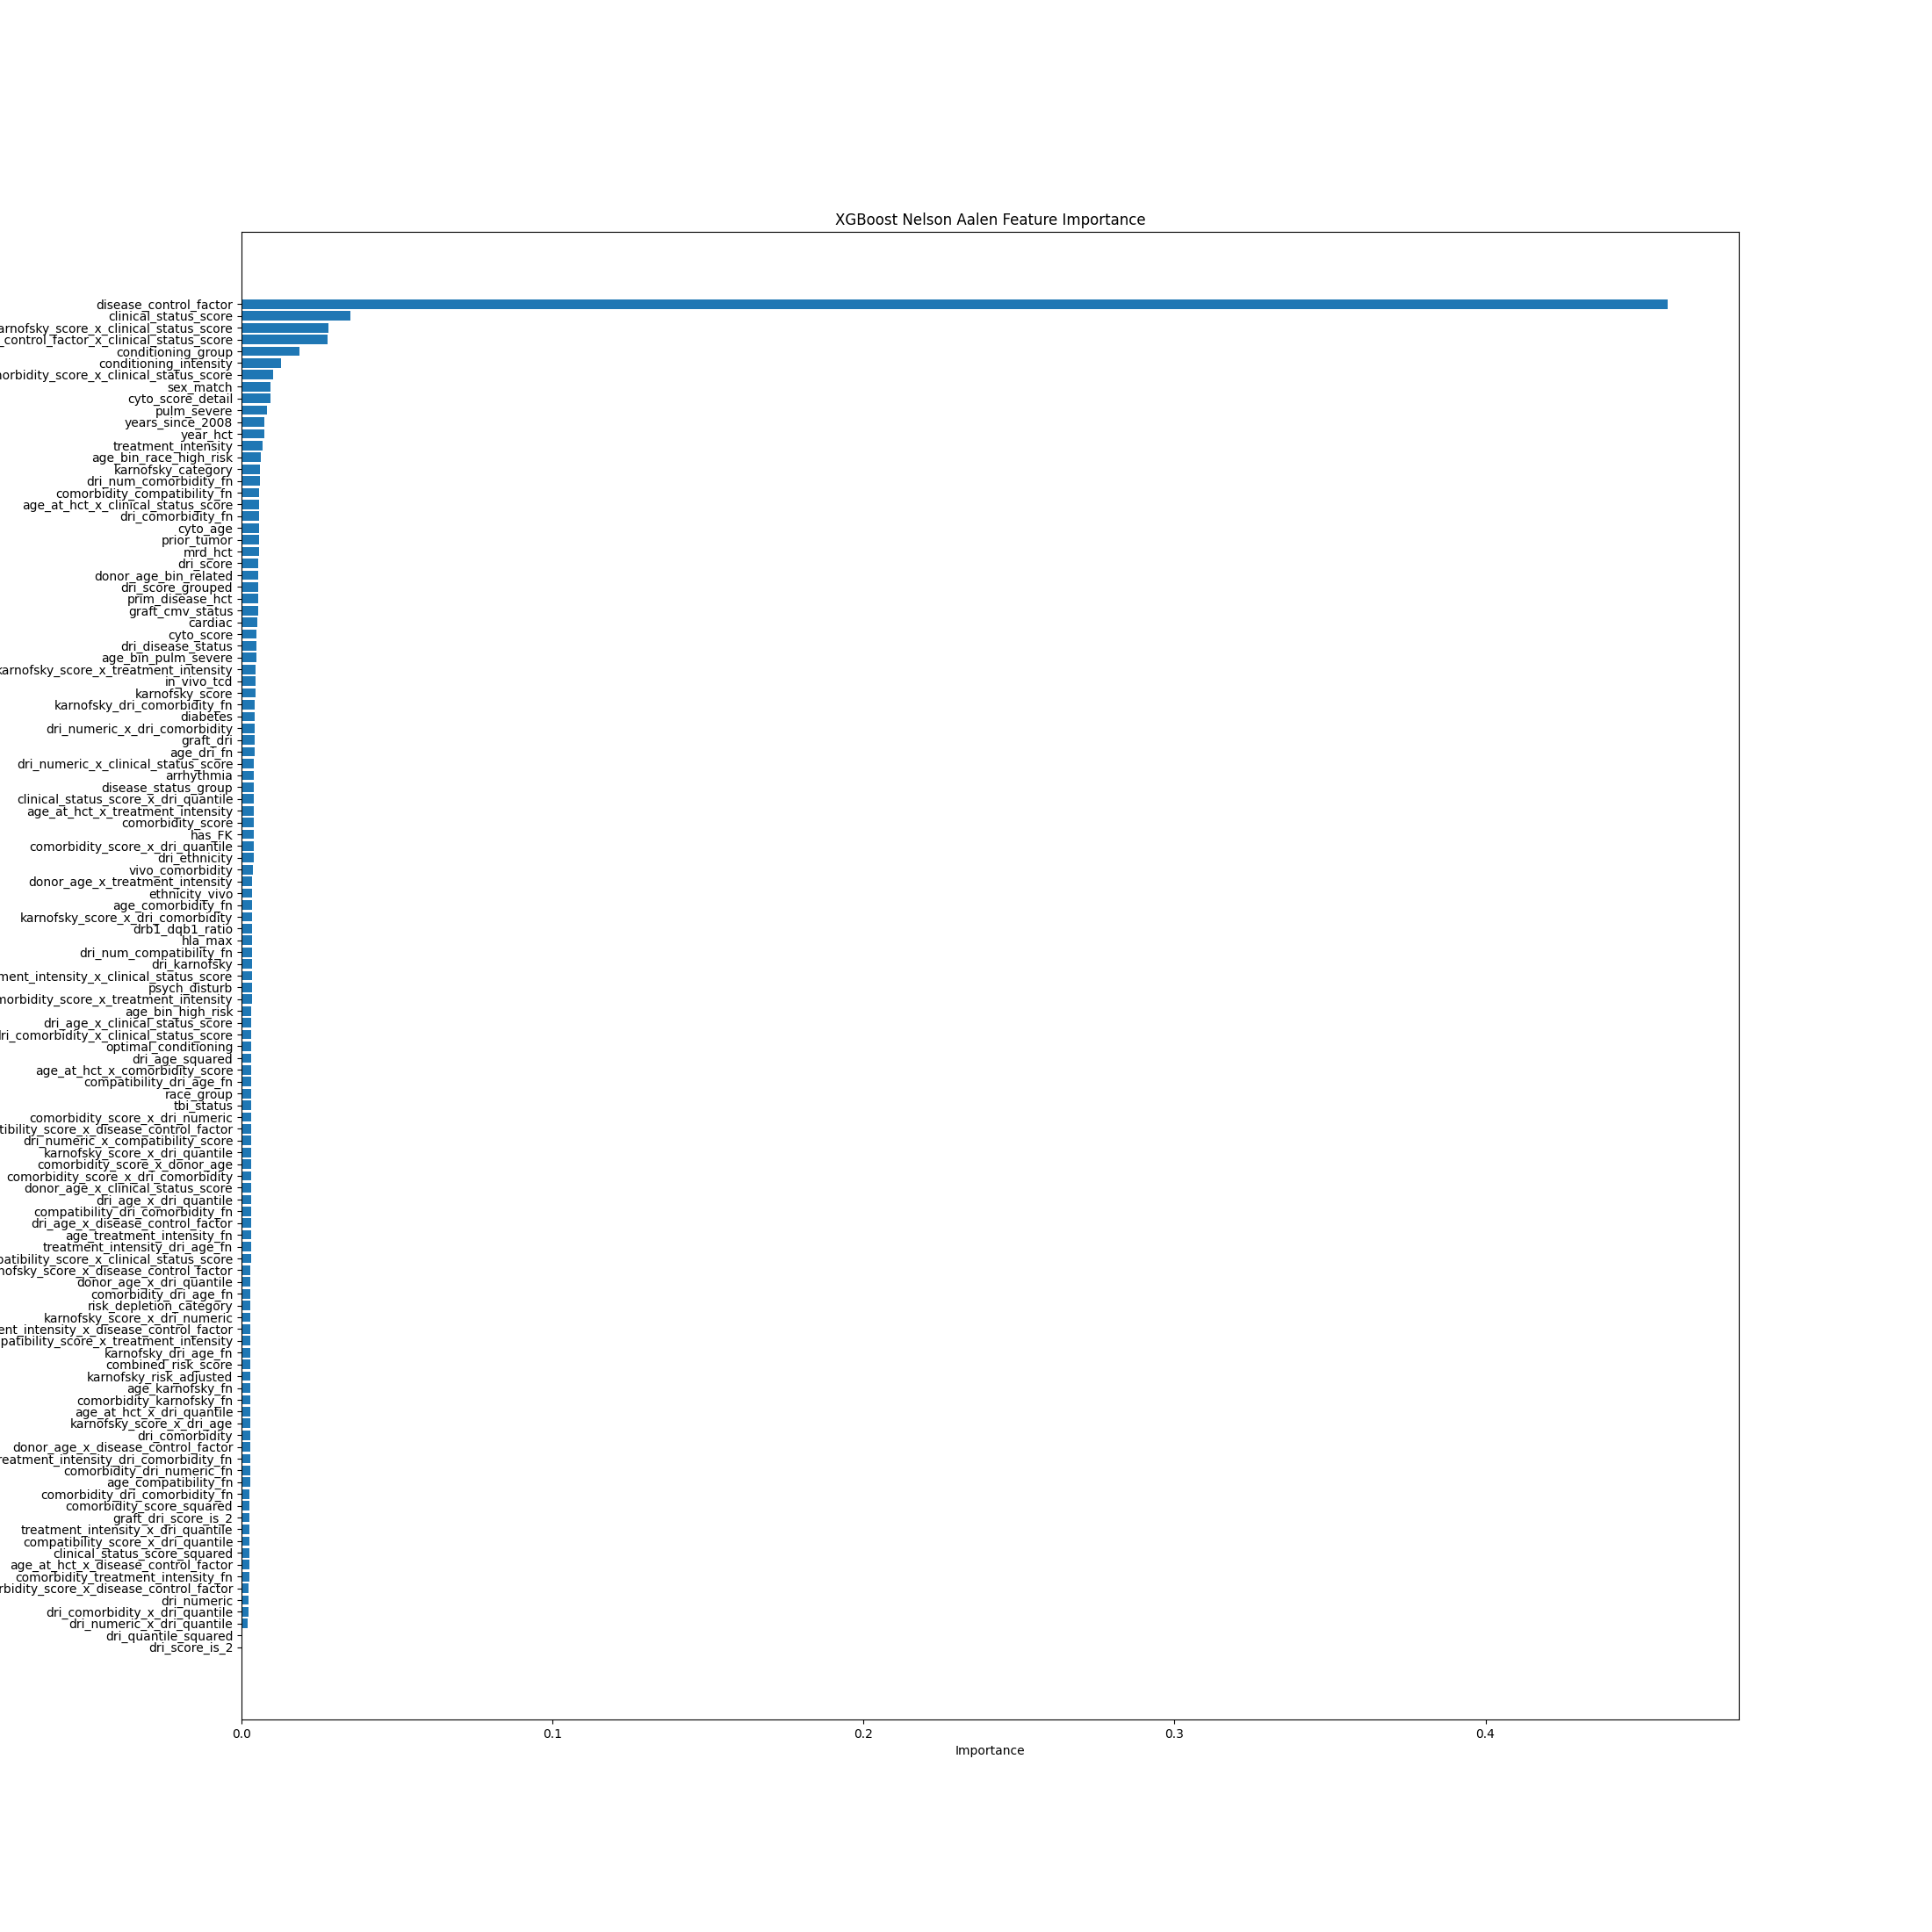 XGBoost Nelson Aalen Feature Importance
disease_control_factor
clinical_status_score
arnofsky_score_x_clinical_status_score
_control_factor_x_clinical_status_score
conditioning_group
conditioning_intensity
orbidity_score_x_clinical_status_score
sex_match
cyto_score_detail
pulm_severe
years_since_2008
year_hct
treatment_intensity
age_bin_race_high_risk
karnofsky_category
dri_num_comorbidity_fn
comorbidity_compatibility_fn
age_at_hct_x_clinical_status_score
dri_comorbidity_fn
cyto_age
prior_tumor
mrd_hct
dri_score
donor_age_bin_related
dri_score_grouped
prim_disease_hct
graft_cmv_status
cardiac
cyto_score
dri_disease_status
age_bin_pulm_severe
karnofsky_score_x_treatment_intensity
in_vivo_tcd
karnofsky_score
karnofsky_dri_comorbidity_fn
diabetes
dri_numeric_x_dri_comorbidity
graft_dri
age_dri_fn
dri_numeric_x_clinical_status_score
arrhythmia
disease_status_group
clinical_status_score_x_dri_quantile
age_at_hct_x_treatment_intensity
comorbidity_score
has_FK
comorbidity_score_x_dri_quantile
dri_ethnicity
vivo_comorbidity
donor_age_x_treatment_intensity
ethnicity_vivo
age_comorbidity_fn
karnofsky_score_x_dri_comorbidity
drb1_dqb1_ratio
hla_max
dri_num_compatibility_fn
dri_karnofsky
ment_intensity_x_clinical_status_score
psych_disturb
morbidity_score_x_treatment_intensity
age_bin_high_risk
dri_age_x_clinical_status_score
dri_comorbidity_x_clinical_status_score
optimal_conditioning
dri_age_squared
age_at_hct_x_comorbidity_score
compatibility_dri_age_fn
race_group
tbi_status
comorbidity_score_x_dri_numeric
tibility_score_x_disease_control_factor
dri_numeric_x_compatibility_score
karnofsky_score_x_dri_quantile
comorbidity_score_x_donor_age
comorbidity_score_x_dri_comorbidity
donor_age_x_clinical_status_score
dri_age_x_dri_quantile
compatibility_dri_comorbidity_fn
dri_age_x_disease_control_factor
age_treatment_intensity_fn
treatment_intensity_dri_age_fn
patibility_score_x_clinical_status_score
nofsky_score_x_disease_control_factor
donor_age_x_dri_quantile
comorbidity_dri_age_fn
risk_depletion_category
karnofsky_score_x_dri_numeric
ent_intensity_x_disease_control_factor
patibility_score_x_treatment_intensity
karnofsky_dri_age_fn
combined_risk_score
karnofsky_risk_adjusted
age_karnofsky_fn
comorbidity_karnofsky_fn
age_at_hct_x_dri_quantile
karnofsky_score_x_dri_age
dri_comorbidity
donor_age_x_disease_control_factor
reatment_intensity_dri_comorbidity_fn
comorbidity_dri_numeric_fn
age_compatibility_fn
comorbidity_dri_comorbidity_fn
comorbidity_score_squared
graft_dri_score_is_2
treatment_intensity_x_dri_quantile
compatibility_score_x_dri_quantile
clinical_status_score_squared
age_at_hct_x_disease_control_factor
comorbidity_treatment_intensity_fn
rbidity_score_x_disease_control_factor
dri_numeric
dri_comorbidity_x_dri_quantile
dri_numeric_x_dri_quantile
dri_quantile_squared
dri_score_is_2
0.0 0.1 0.2 0.3 0.4
Importance